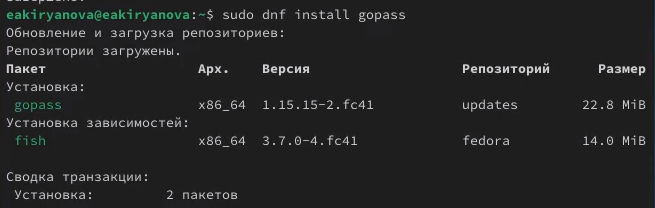 eakiryanova@eakiryanova:~$ sudo dnf install gopass
Обновление и загрузка репозиториев:
Репозитории загружены.
Пакет Арх. Версия Репозиторий Размер
Установка:
gopass x86_64 1.15.15-2.fc41 updates 22.8 MiB
Установка зависимостей:
fish x86_64 3.7.0-4.fc41 fedora 14.0 MiB
Сводка транзакции:
Установка: 2 пакетов